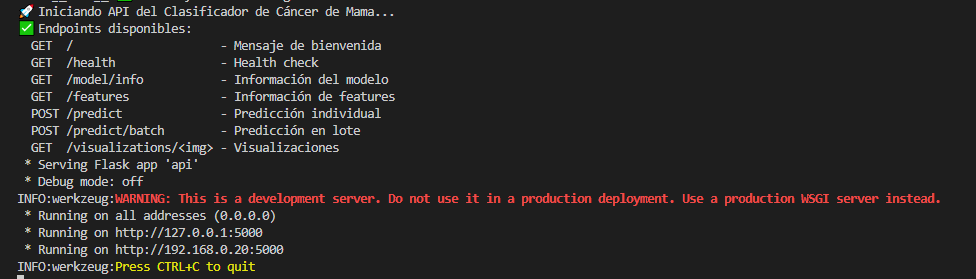 🚀 Iniciando API del Clasificador de Cáncer de Mama...
✅ Endpoints disponibles:
GET / - Mensaje de bienvenida
GET /health - Health check
GET /model/info - Información del modelo
GET /features - Información de features
POST /predict - Predicción individual
POST /predict/batch - Predicción en lote
GET /visualizations/<img> - Visualizaciones
* Serving Flask app 'api'
* Debug mode: off
INFO:werkzeug:WARNING: This is a development server. Do not use it in a production deployment. Use a production WSGI server instead.
* Running on all addresses (0.0.0.0)
* Running on http://127.0.0.1:5000
* Running on http://192.168.0.20:5000
INFO:werkzeug:Press CTRL+C to quit